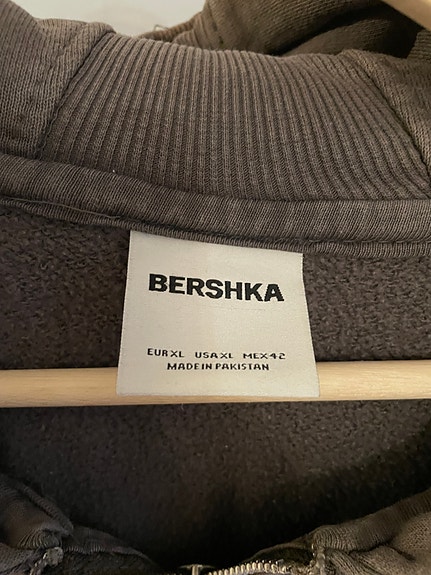 BERSHKA
EUR XL USA XL MEX 42
MADE IN PAKISTAN